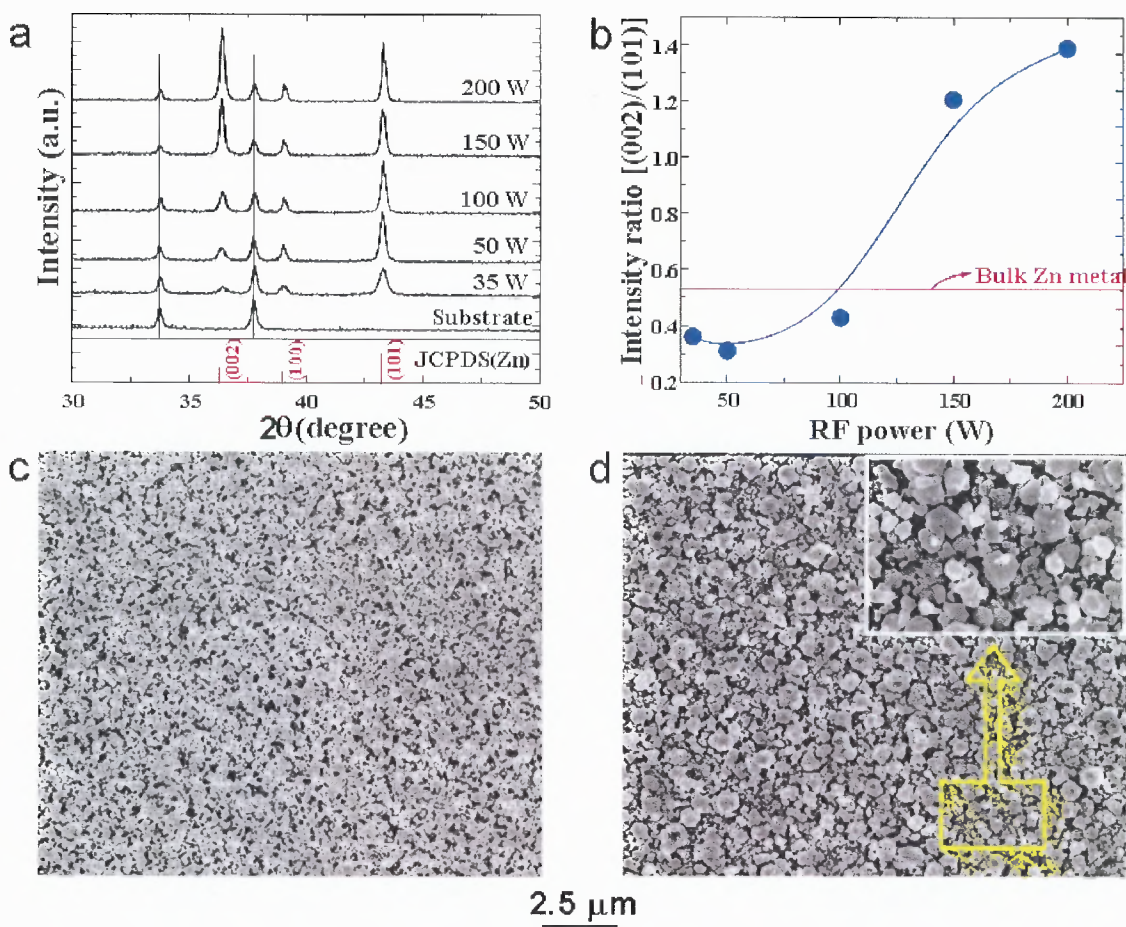 a
Intensity (a.u.)
200 W
150 W
100 W
50 W
35 W
Substrate
JCPDS(Zn)
(002)
(100)
(101)
30 35 40 45 50
2θ(degree)
b
Intensity ratio [(002)/(101)]
1.4
1.2
1.0
0.8
0.6
0.4
0.2
Bulk Zn metal
50 100 150 200
RF power (W)
c
d
2.5 μm